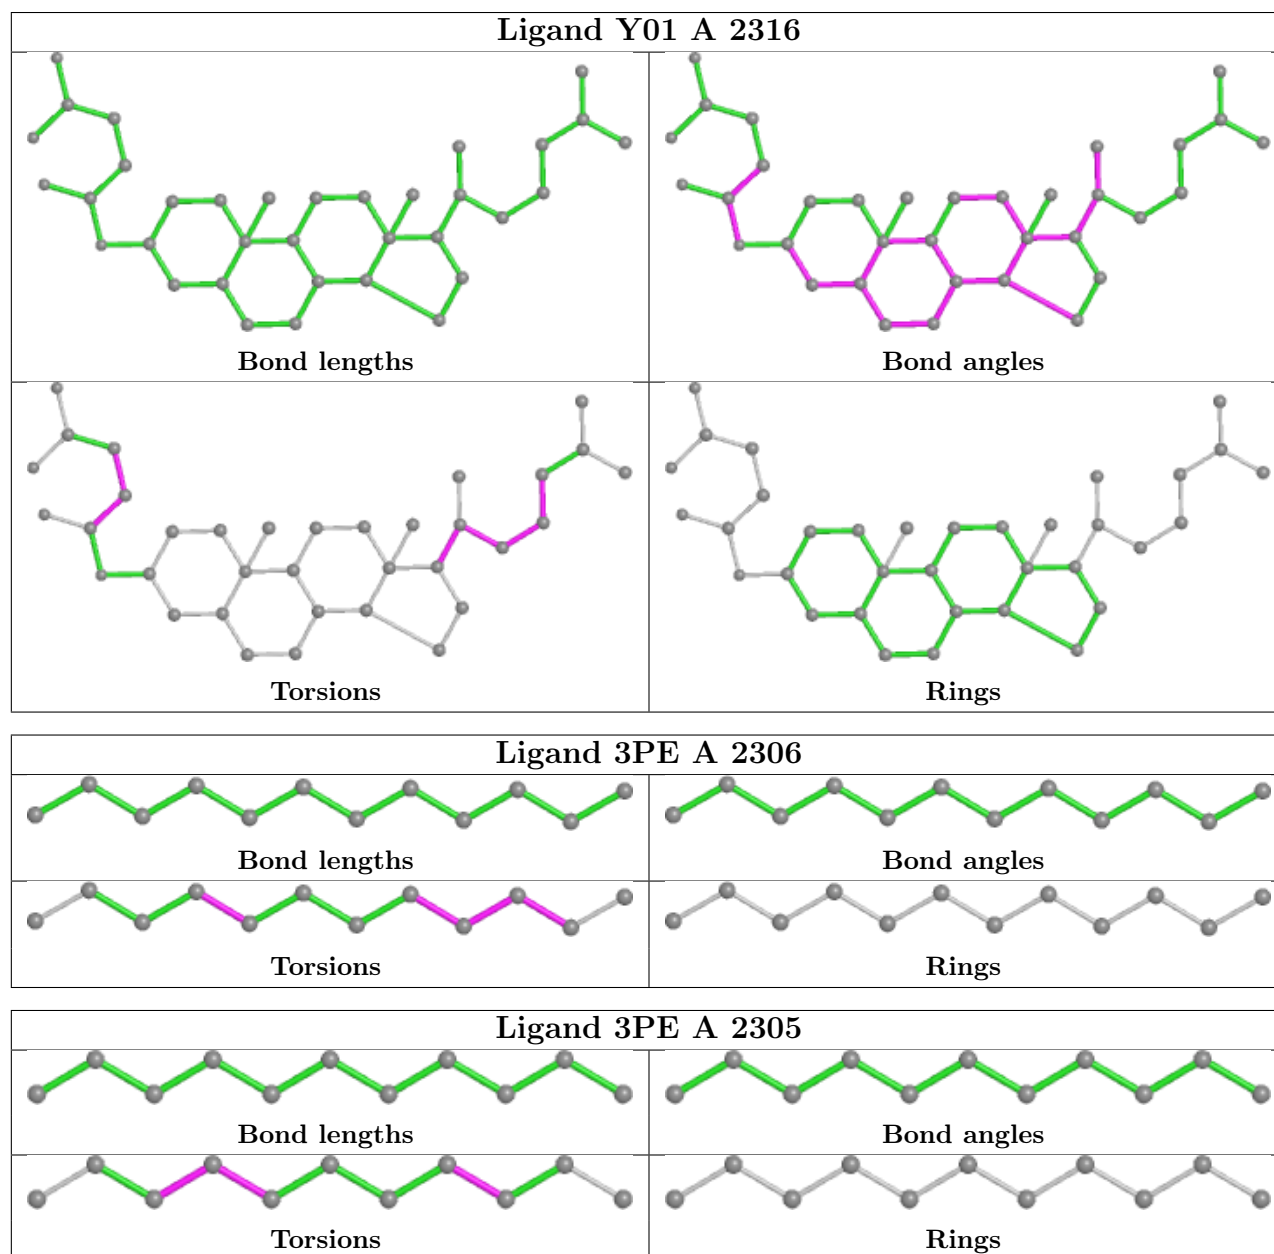 Ligand Y01 A 2316
Bond lengths
Bond angles
Torsions
Rings
Ligand 3PE A 2306
Bond lengths
Bond angles
Torsions
Rings
Ligand 3PE A 2305
Bond lengths
Bond angles
Torsions
Rings